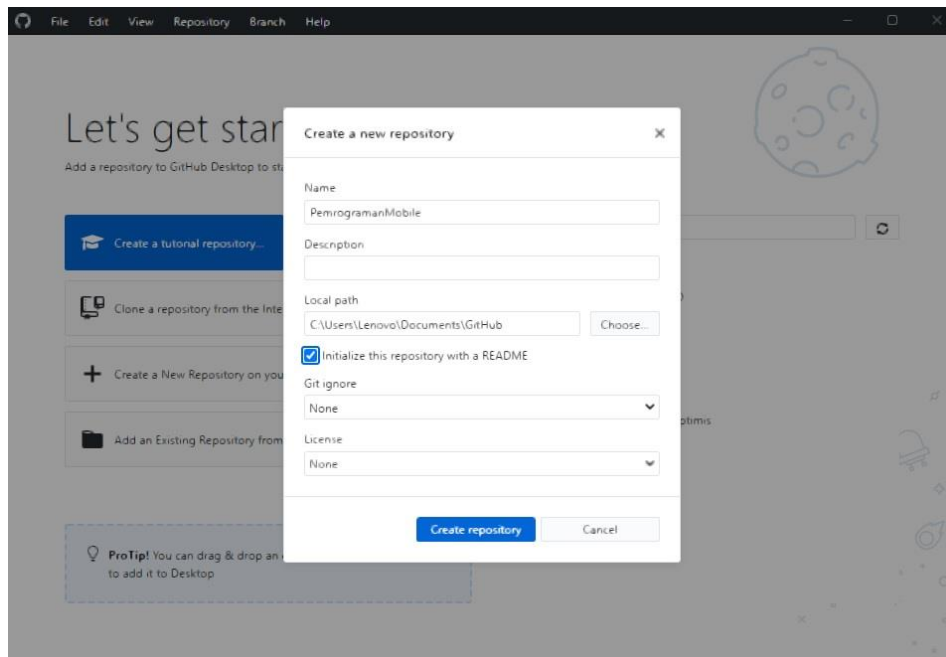 File Edit View Repository Branch Help
Let's get star
Add a repository to GitHub Desktop to sta
Create a tutorial repository...
Clone a repository from the Inte
Create a New Repository on you
Add an Existing Repository from
ProTip! You can drag & drop an
to add it to Desktop
Create a new repository
Name
PemrogramanMobile
Description
Local path
C:\Users\Lenovo\Documents\GitHub
Choose...
Initialize this repository with a README
Git ignore
None
License
None
Create repository
Cancel
ptimis